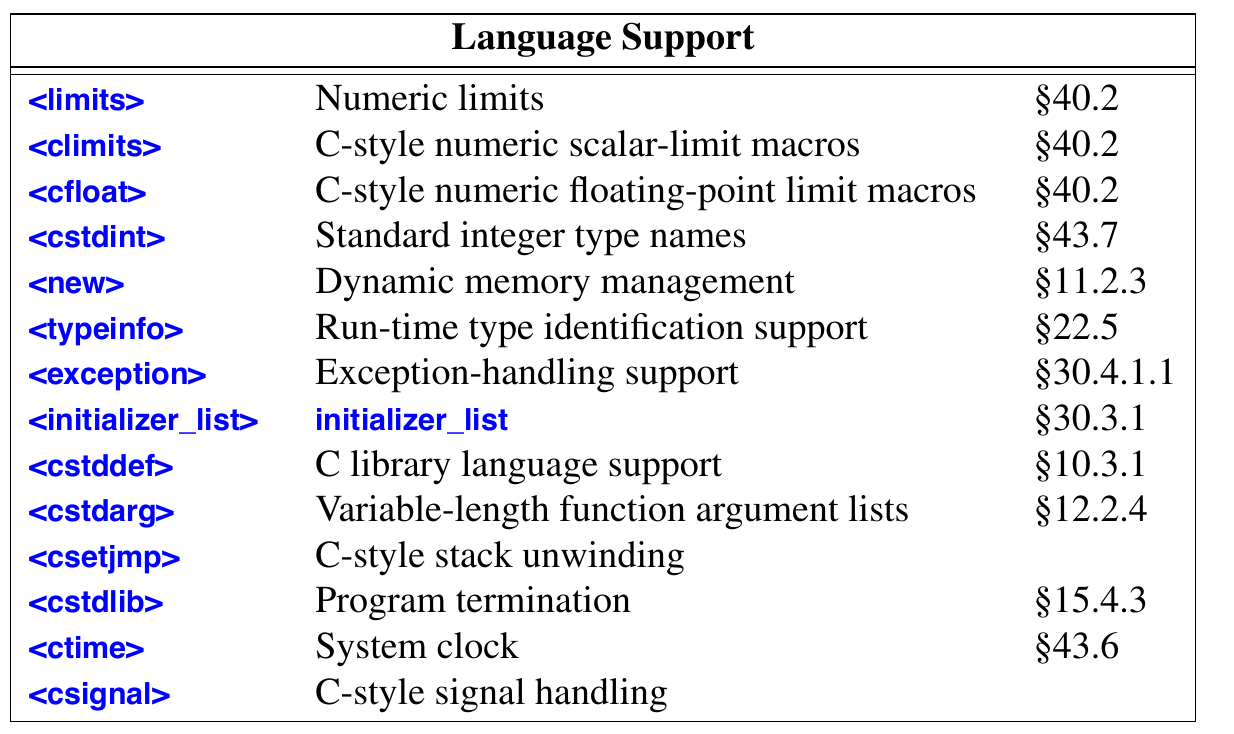 Language Support
<limits> Numeric limits §40.2
<climits> C-style numeric scalar-limit macros §40.2
<cfloat> C-style numeric floating-point limit macros §40.2
<cstdint> Standard integer type names §43.7
<new> Dynamic memory management §11.2.3
<typeinfo> Run-time type identification support §22.5
<exception> Exception-handling support §30.4.1.1
<initializer_list> initializer_list §30.3.1
<cstddef> C library language support §10.3.1
<cstdarg> Variable-length function argument lists §12.2.4
<csetjmp> C-style stack unwinding
<cstdlib> Program termination §15.4.3
<ctime> System clock §43.6
<csignal> C-style signal handling